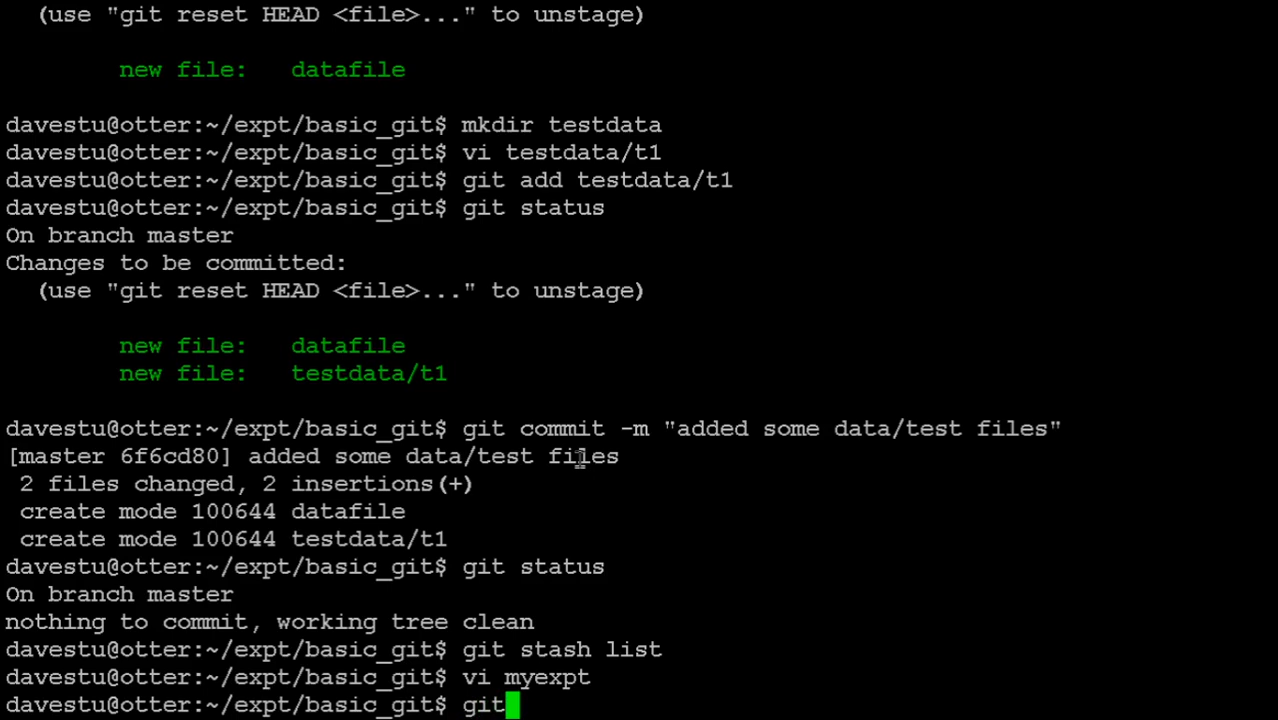 (use "git reset HEAD <file>..." to unstage)
new file: datafile
davestu@otter:~/expt/basic_git$ mkdir testdata
davestu@otter:~/expt/basic_git$ vi testdata/t1
davestu@otter:~/expt/basic_git$ git add testdata/t1
davestu@otter:~/expt/basic_git$ git status
On branch master
Changes to be committed:
(use "git reset HEAD <file>..." to unstage)
new file: datafile
new file: testdata/t1
davestu@otter:~/expt/basic_git$ git commit -m "added some data/test files"
[master 6f6cd80] added some data/test files
2 files changed, 2 insertions(+)
create mode 100644 datafile
create mode 100644 testdata/t1
davestu@otter:~/expt/basic_git$ git status
On branch master
nothing to commit, working tree clean
davestu@otter:~/expt/basic_git$ git stash list
davestu@otter:~/expt/basic_git$ vi myexpt
davestu@otter:~/expt/basic_git$ git